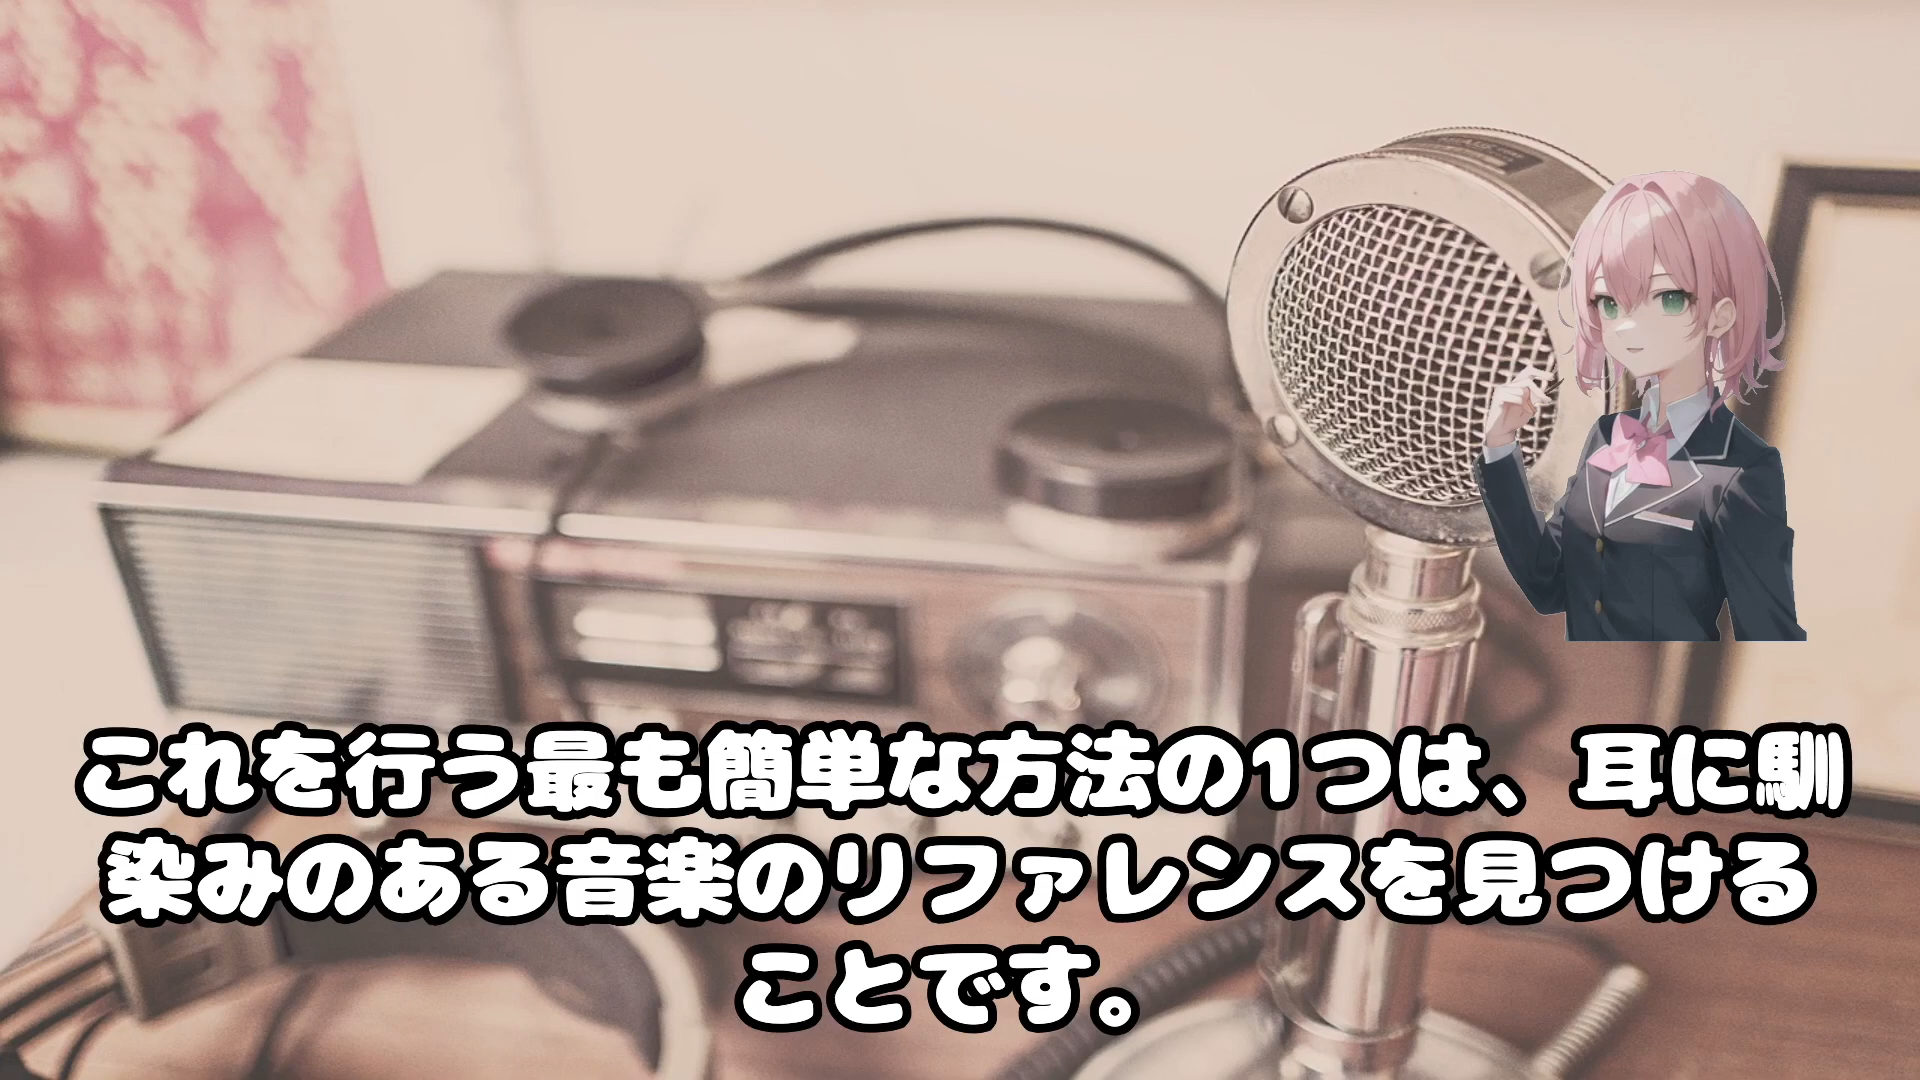 これを行う最も簡単な方法の1つは、耳に馴
染みのある音楽のリファレンスを見つける
ことです。